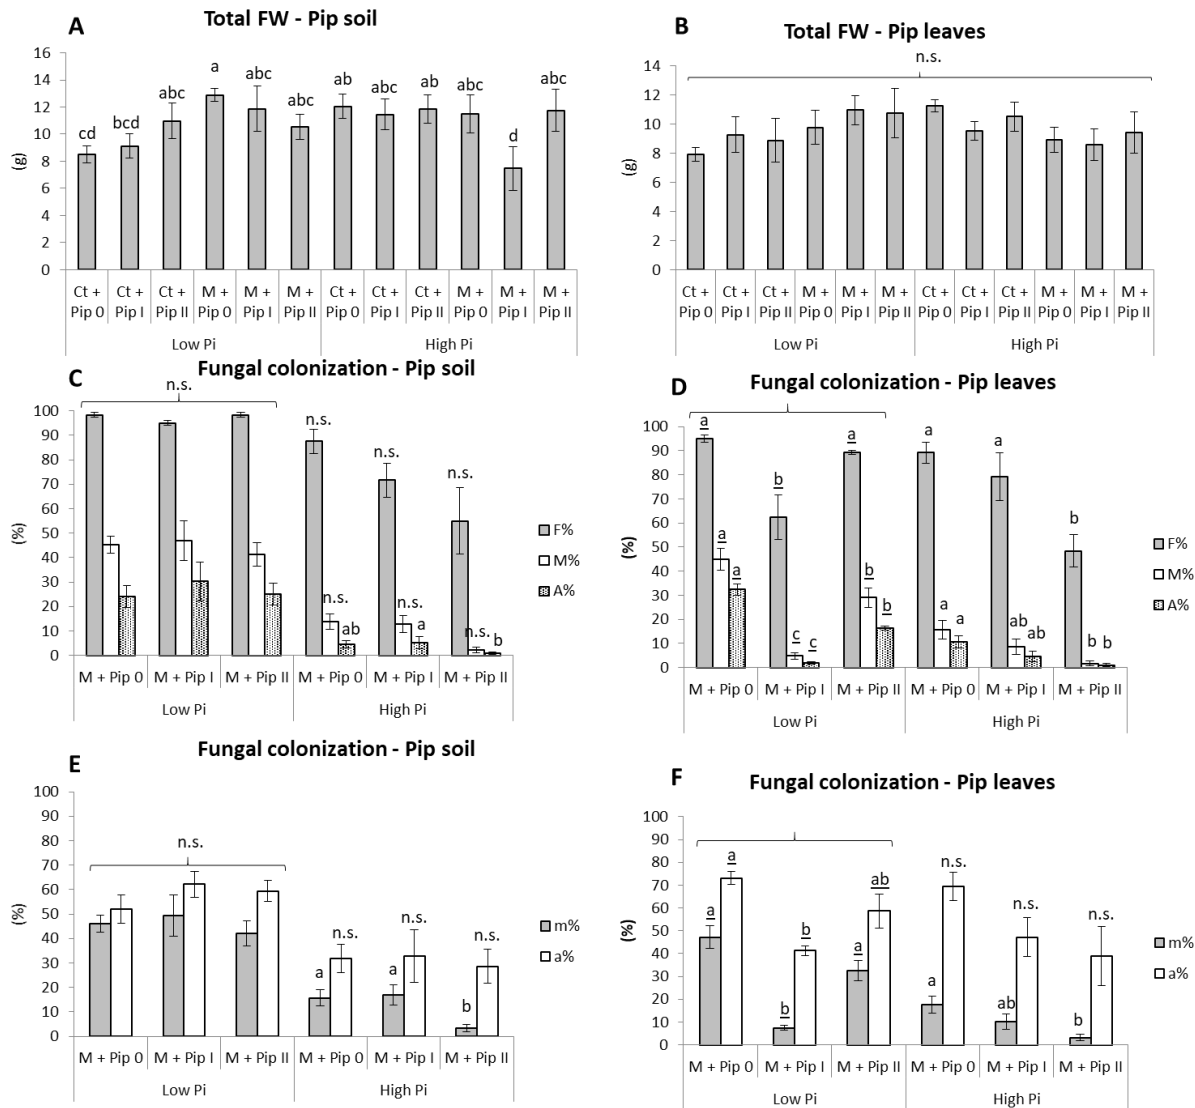 A
Total FW - Pip soil
16
14
12
10
8
6
4
2
0
(g)
cd
bcd
abc
a
abc
abc
ab
abc
ab
abc
d
abc
Ct + Pip 0
Ct + Pip I
Ct + Pip II
M + Pip 0
M + Pip I
M + Pip II
Ct + Pip 0
Ct + Pip I
Ct + Pip II
M + Pip 0
M + Pip I
M + Pip II
Low Pi
High Pi
B
Total FW - Pip leaves
n.s.
14
12
10
8
6
4
2
0
(g)
Ct + Pip 0
Ct + Pip I
Ct + Pip II
M + Pip 0
M + Pip I
M + Pip II
Ct + Pip 0
Ct + Pip I
Ct + Pip II
M + Pip 0
M + Pip I
M + Pip II
Low Pi
High Pi
C
Fungal colonization - Pip soil
n.s.
100
90
80
70
60
50
40
30
20
10
0
(%)
n.s.
n.s.
ab
n.s.
n.s.
a
n.s.
n.s.
b
F%
M%
A%
M + Pip 0
M + Pip I
M + Pip II
M + Pip 0
M + Pip I
M + Pip II
Low Pi
High Pi
D
Fungal colonization - Pip leaves
100
90
80
70
60
50
40
30
20
10
0
(%)
a
a
a
b
c
c
a
b
b
a
a
a
a
ab
ab
b
b
b
F%
M%
A%
M + Pip 0
M + Pip I
M + Pip II
M + Pip 0
M + Pip I
M + Pip II
Low Pi
High Pi
E
Fungal colonization - Pip soil
100
90
80
70
60
50
40
30
20
10
0
(%)
n.s.
a
n.s.
a
n.s.
b
n.s.
m%
a%
M + Pip 0
M + Pip I
M + Pip II
M + Pip 0
M + Pip I
M + Pip II
Low Pi
High Pi
F
Fungal colonization - Pip leaves
100
90
80
70
60
50
40
30
20
10
0
(%)
a
a
b
b
a
ab
a
n.s.
ab
n.s.
b
n.s.
m%
a%
M + Pip 0
M + Pip I
M + Pip II
M + Pip 0
M + Pip I
M + Pip II
Low Pi
High Pi